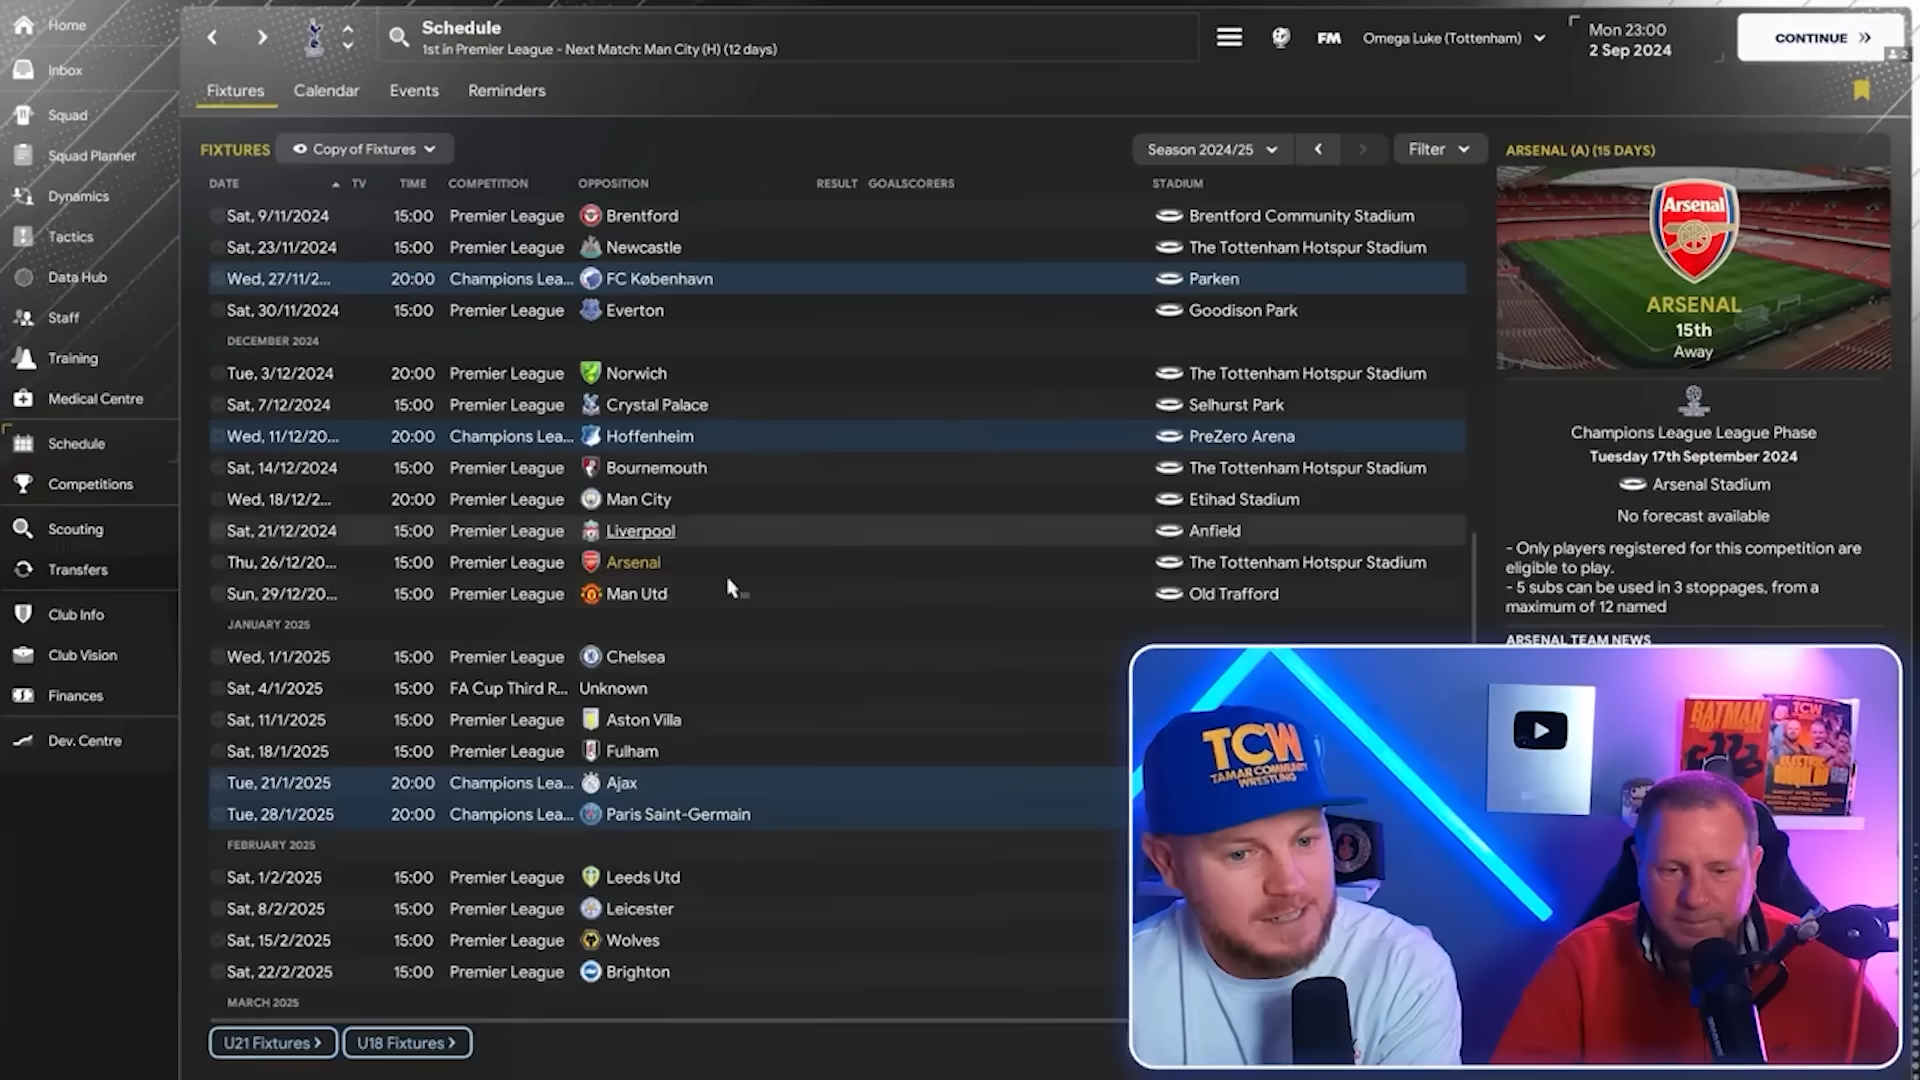 Home
Inbox
Squad
Squad Planner
Dynamics
Tactics
Data Hub
Staff
Training
Medical Centre
Schedule
Competitions
Scouting
Transfers
Club Info
Club Vision
Finances
Dev. Centre
Schedule
1st in Premier League - Next Match: Man City (H) (12 days)
FM
Omega Luke (Tottenham)
Mon 23:00
2 Sep 2024
CONTINUE
2
Fixtures Calendar Events Reminders
FIXTURES Copy of Fixtures Season 2024/25 Filter
DATE TV TIME COMPETITION OPPOSITION RESULT GOALSCORERS STADIUM
Sat, 9/11/2024 15:00 Premier League Brentford Brentford Community Stadium
Sat, 23/11/2024 15:00 Premier League Newcastle The Tottenham Hotspur Stadium
Wed, 27/11/2... 20:00 Champions Lea... FC København Parken
Sat, 30/11/2024 15:00 Premier League Everton Goodison Park
DECEMBER 2024
Tue, 3/12/2024 20:00 Premier League Norwich The Tottenham Hotspur Stadium
Sat, 7/12/2024 15:00 Premier League Crystal Palace Selhurst Park
Wed, 11/12/20... 20:00 Champions Lea... Hoffenheim PreZero Arena
Sat, 14/12/2024 15:00 Premier League Bournemouth The Tottenham Hotspur Stadium
Wed, 18/12/2... 20:00 Premier League Man City Etihad Stadium
Sat, 21/12/2024 15:00 Premier League Liverpool Anfield
Thu, 26/12/20... 15:00 Premier League Arsenal The Tottenham Hotspur Stadium
Sun, 29/12/20... 15:00 Premier League Man Utd Old Trafford
JANUARY 2025
Wed, 1/1/2025 15:00 Premier League Chelsea
Sat, 4/1/2025 15:00 FA Cup Third R... Unknown
Sat, 11/1/2025 15:00 Premier League Aston Villa
Sat, 18/1/2025 15:00 Premier League Fulham
Tue, 21/1/2025 20:00 Champions Lea... Ajax
Tue, 28/1/2025 20:00 Champions Lea... Paris Saint-Germain
FEBRUARY 2025
Sat, 1/2/2025 15:00 Premier League Leeds Utd
Sat, 8/2/2025 15:00 Premier League Leicester
Sat, 15/2/2025 15:00 Premier League Wolves
Sat, 22/2/2025 15:00 Premier League Brighton
MARCH 2025
U21 Fixtures U18 Fixtures
ARSENAL (A) (15 DAYS)
Arsenal
ARSENAL
15th
Away
Champions League League Phase
Tuesday 17th September 2024
Arsenal Stadium
No forecast available
- Only players registered for this competition are
eligible to play.
- 5 subs can be used in 3 stoppages, from a
maximum of 12 named
ARSENAL TEAM NEWS
TCW
TAMAR COMMUNITY
WRESTLING
BATMAN
TCW